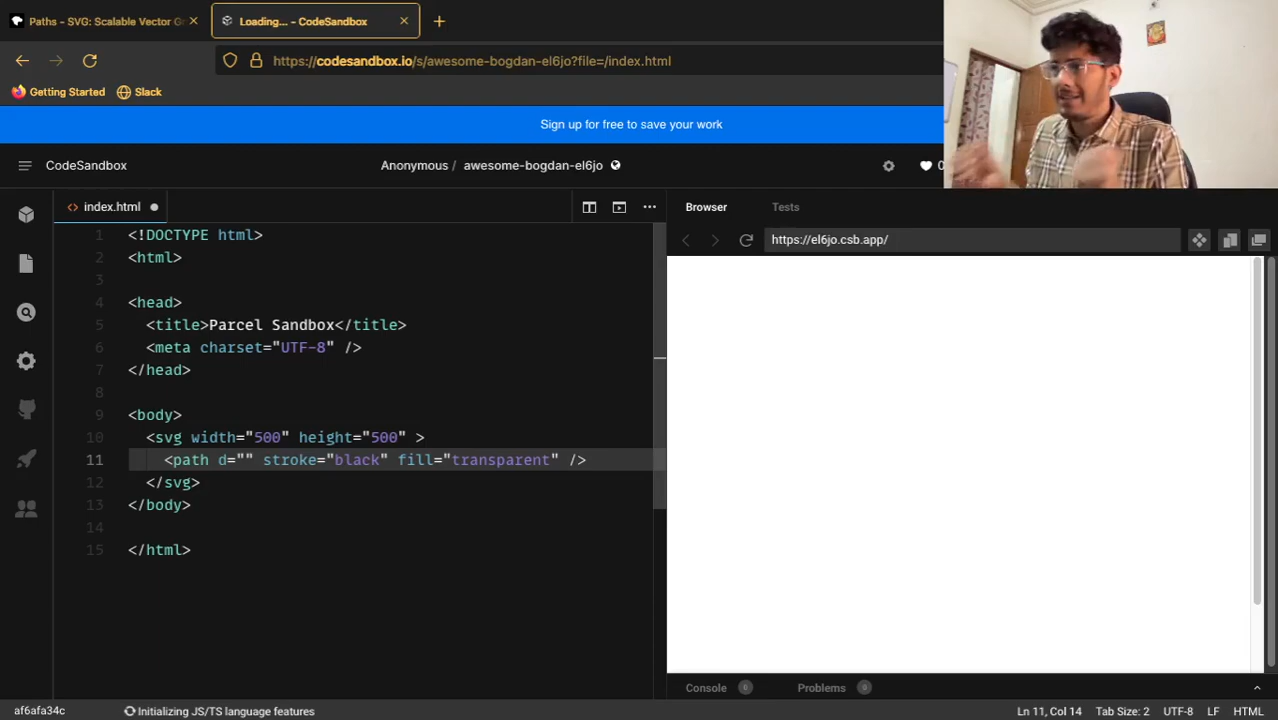 Paths - SVG: Scalable Vector Gr
Loading... - CodeSandbox
https://codesandbox.io/s/awesome-bogdan-el6jo?file=/index.html
Getting Started
Slack
Sign up for free to save your work
CodeSandbox
Anonymous / awesome-bogdan-el6jo
0
index.html
Browser
Tests
https://el6jo.csb.app/
1 <!DOCTYPE html>
2 <html>
3
4 <head>
5 <title>Parcel Sandbox</title>
6 <meta charset="UTF-8" />
7 </head>
8
9 <body>
10 <svg width="500" height="500" >
11 <path d="" stroke="black" fill="transparent" />
12 </svg>
13 </body>
14
15 </html>
Console 0
Problems 0
af6afa34c
Initializing JS/TS language features
Ln 11, Col 14
Tab Size: 2
UTF-8
LF
HTML